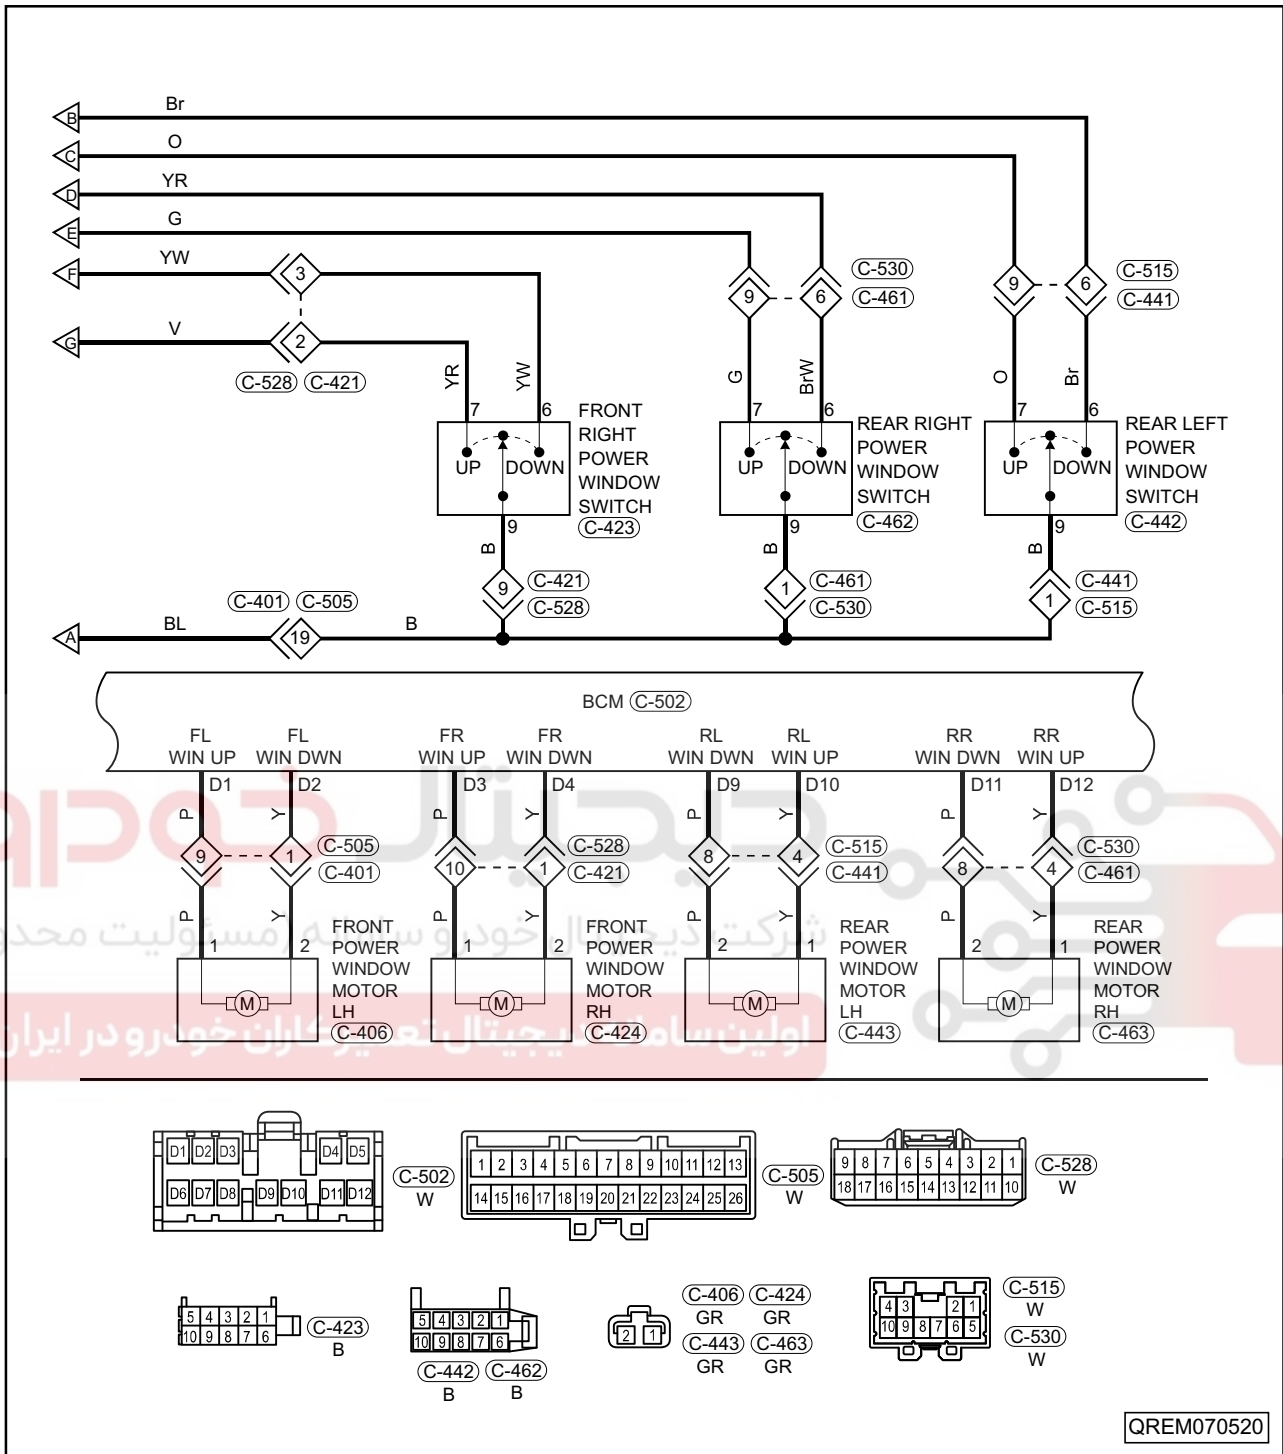 B Br
C O
D YR
E G
F YW 3
G V 2
C-528 C-421
9 6 C-530
C-461
9 6 C-515
C-441
YR YW G BrW O Br
7 6 7 6 7 6
UP DOWN
FRONT
RIGHT
POWER
WINDOW
SWITCH
C-423
UP DOWN
REAR RIGHT
POWER
WINDOW
SWITCH
C-462
UP DOWN
REAR LEFT
POWER
WINDOW
SWITCH
C-442
9 9 9
B B B
9 C-421
C-528
1 C-461
C-530
1 C-441
C-515
C-401 C-505
A BL 19 B
BCM C-502
FL
WIN UP
FL
WIN DWN
FR
WIN UP
FR
WIN DWN
RL
WIN DWN
RL
WIN UP
RR
WIN DWN
RR
WIN UP
D1 D2 D3 D4 D9 D10 D11 D12
P Y P Y P Y P Y
9 1 C-505
C-401
10 1 C-528
C-421
8 4 C-515
C-441
8 4 C-530
C-461
P Y P Y P Y P Y
1 2 1 2 2 1 2 1
M
FRONT
POWER
WINDOW
MOTOR
LH
C-406
M
FRONT
POWER
WINDOW
MOTOR
RH
C-424
M
REAR
POWER
WINDOW
MOTOR
LH
C-443
M
REAR
POWER
WINDOW
MOTOR
RH
C-463
دیجیتال خودرو
اولین سامانه دیجیتال تعمیرکاران خودرو در ایران
D1 D2 D3 D4 D5
D6 D7 D8 D9 D10 D11 D12
C-502
W
1 2 3 4 5 6 7 8 9 10 11 12 13
14 15 16 17 18 19 20 21 22 23 24 25 26
C-505
W
9 8 7 6 5 4 3 2 1
18 17 16 15 14 13 12 11 10
C-528
W
5 4 3 2 1
10 9 8 7 6
C-423
B
5 4 3 2 1
10 9 8 7 6
C-442 C-462
B B
2 1
C-406 C-424
GR GR
C-443 C-463
GR GR
4 3 2 1
10 9 8 7 6 5
C-515
W
C-530
W
QREM070520